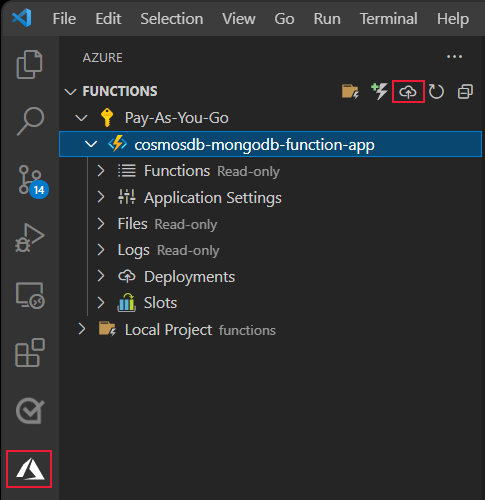 File Edit Selection View Go Run Terminal Help
AZURE
FUNCTIONS
Pay-As-You-Go
cosmosdb-mongodb-function-app
Functions Read-only
Application Settings
Files Read-only
14
Logs Read-only
Deployments
Slots
Local Project functions